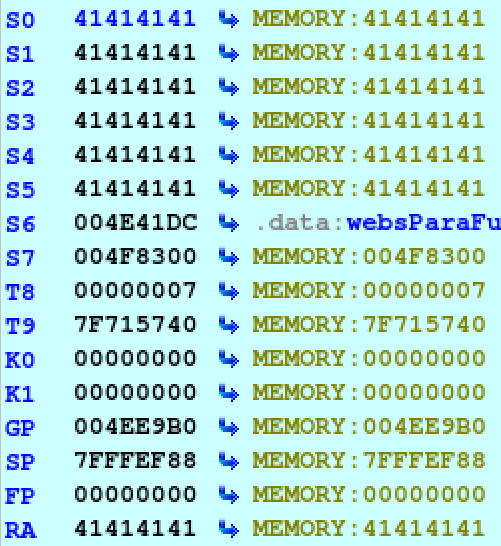 S0 41414141 MEMORY:41414141
S1 41414141 MEMORY:41414141
S2 41414141 MEMORY:41414141
S3 41414141 MEMORY:41414141
S4 41414141 MEMORY:41414141
S5 41414141 MEMORY:41414141
S6 004E41DC .data:websParaFu
S7 004F8300 MEMORY:004F8300
T8 00000007 MEMORY:00000007
T9 7F715740 MEMORY:7F715740
K0 00000000 MEMORY:00000000
K1 00000000 MEMORY:00000000
GP 004EE9B0 MEMORY:004EE9B0
SP 7FFFEF88 MEMORY:7FFFEF88
FP 00000000 MEMORY:00000000
RA 41414141 MEMORY:41414141